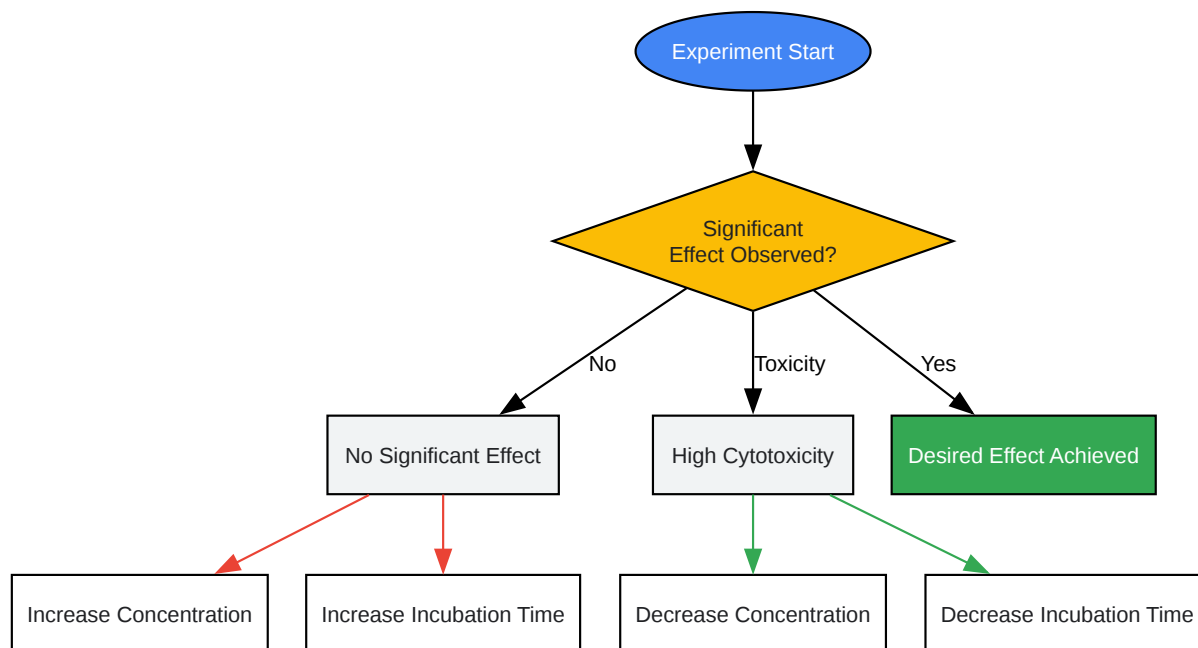 Experiment Start
Significant
Effect Observed?
No
Toxicity
Yes
No Significant Effect
High Cytotoxicity
Desired Effect Achieved
Increase Concentration
Increase Incubation Time
Decrease Concentration
Decrease Incubation Time